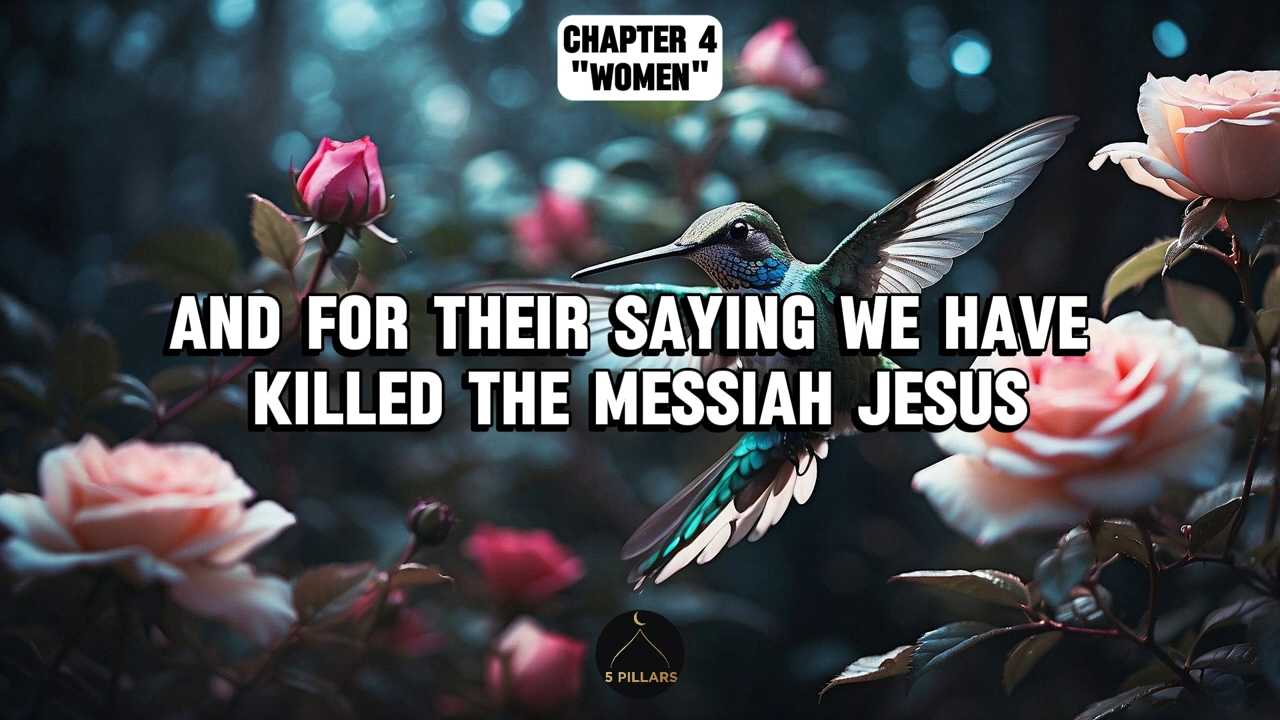 CHAPTER 4
"WOMEN"
AND FOR THEIR SAYING WE HAVE
KILLED THE MESSIAH JESUS
5 PILLARS